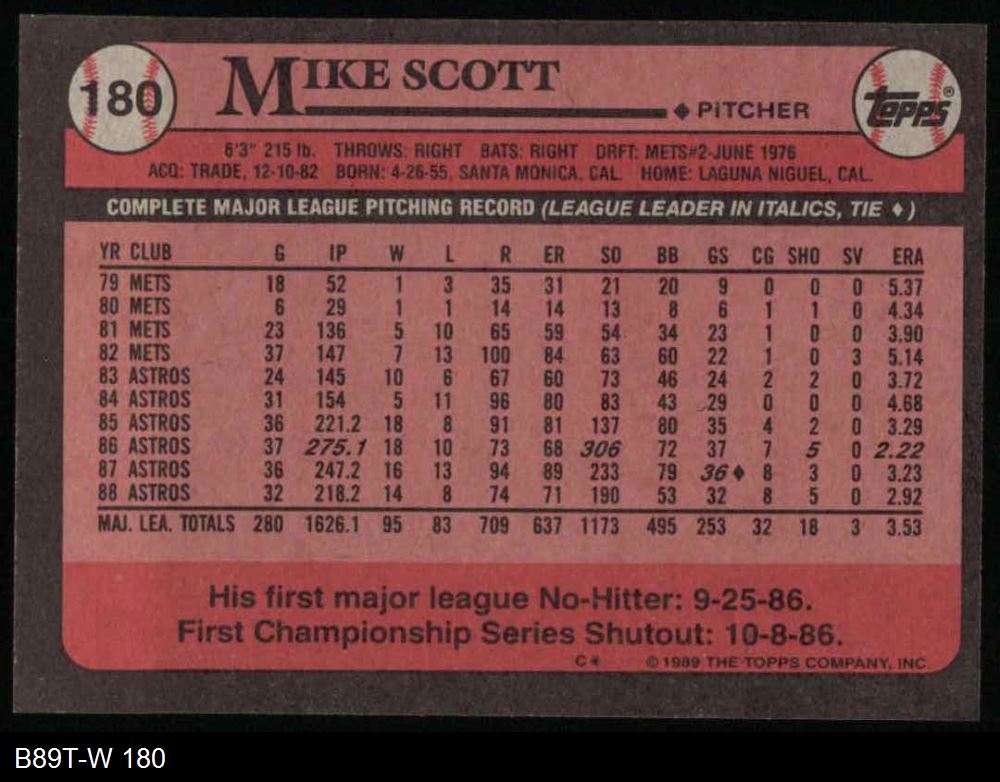 180
MIKE SCOTT
♦ PITCHER
TOPPS®
6'3" 215 lb. THROWS: RIGHT BATS: RIGHT DRFT: METS#2-JUNE 1976
ACQ: TRADE, 12-10-82 BORN: 4-26-55, SANTA MONICA, CAL. HOME: LAGUNA NIGUEL, CAL.
COMPLETE MAJOR LEAGUE PITCHING RECORD (LEAGUE LEADER IN ITALICS, TIE ♦)
YR CLUB G IP W L R ER SO BB GS CG SHO SV ERA
79 METS 18 52 1 3 35 31 21 20 9 0 0 0 5.37
80 METS 6 29 1 1 14 14 13 8 6 1 1 0 4.34
81 METS 23 136 5 10 65 59 54 34 23 1 0 0 3.90
82 METS 37 147 7 13 100 84 63 60 22 1 0 3 5.14
83 ASTROS 24 145 10 6 67 60 73 46 24 2 2 0 3.72
84 ASTROS 31 154 5 11 96 80 83 43 29 0 0 0 4.68
85 ASTROS 36 221.2 18 8 91 81 137 80 35 4 2 0 3.29
86 ASTROS 37 275.1 18 10 73 68 306 72 37 7 5 0 2.22
87 ASTROS 36 247.2 16 13 94 89 233 79 36♦ 8 3 0 3.23
88 ASTROS 32 218.2 14 8 74 71 190 53 32 8 5 0 2.92
MAJ. LEA. TOTALS 280 1626.1 95 83 709 637 1173 495 253 32 18 3 3.53
His first major league No-Hitter: 9-25-86.
First Championship Series Shutout: 10-8-86.
C* ©1989 THE TOPPS COMPANY, INC.
B89T-W 180